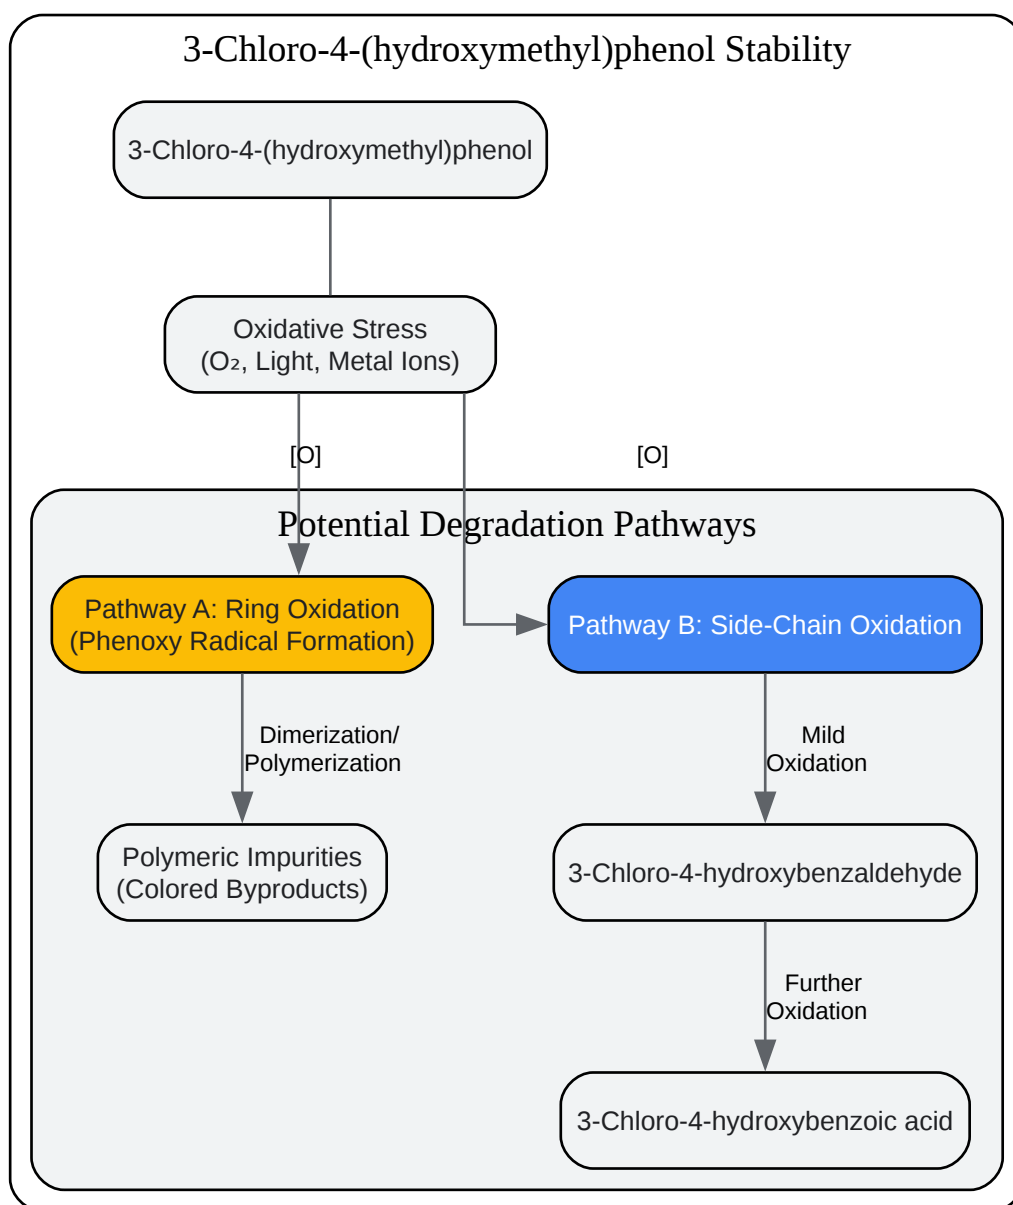 3-Chloro-4-(hydroxymethyl)phenol Stability
3-Chloro-4-(hydroxymethyl)phenol
Oxidative Stress
(O₂, Light, Metal Ions)
[O]
[O]
Potential Degradation Pathways
Pathway A: Ring Oxidation
(Phenoxy Radical Formation)
Pathway B: Side-Chain Oxidation
Dimerization/
Polymerization
Mild
Oxidation
Polymeric Impurities
(Colored Byproducts)
3-Chloro-4-hydroxybenzaldehyde
Further
Oxidation
3-Chloro-4-hydroxybenzoic acid